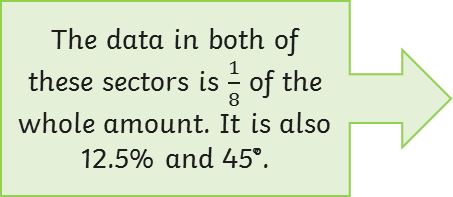 The data in both of
these sectors is 1/8 of the
whole amount. It is also
12.5% and 45°.